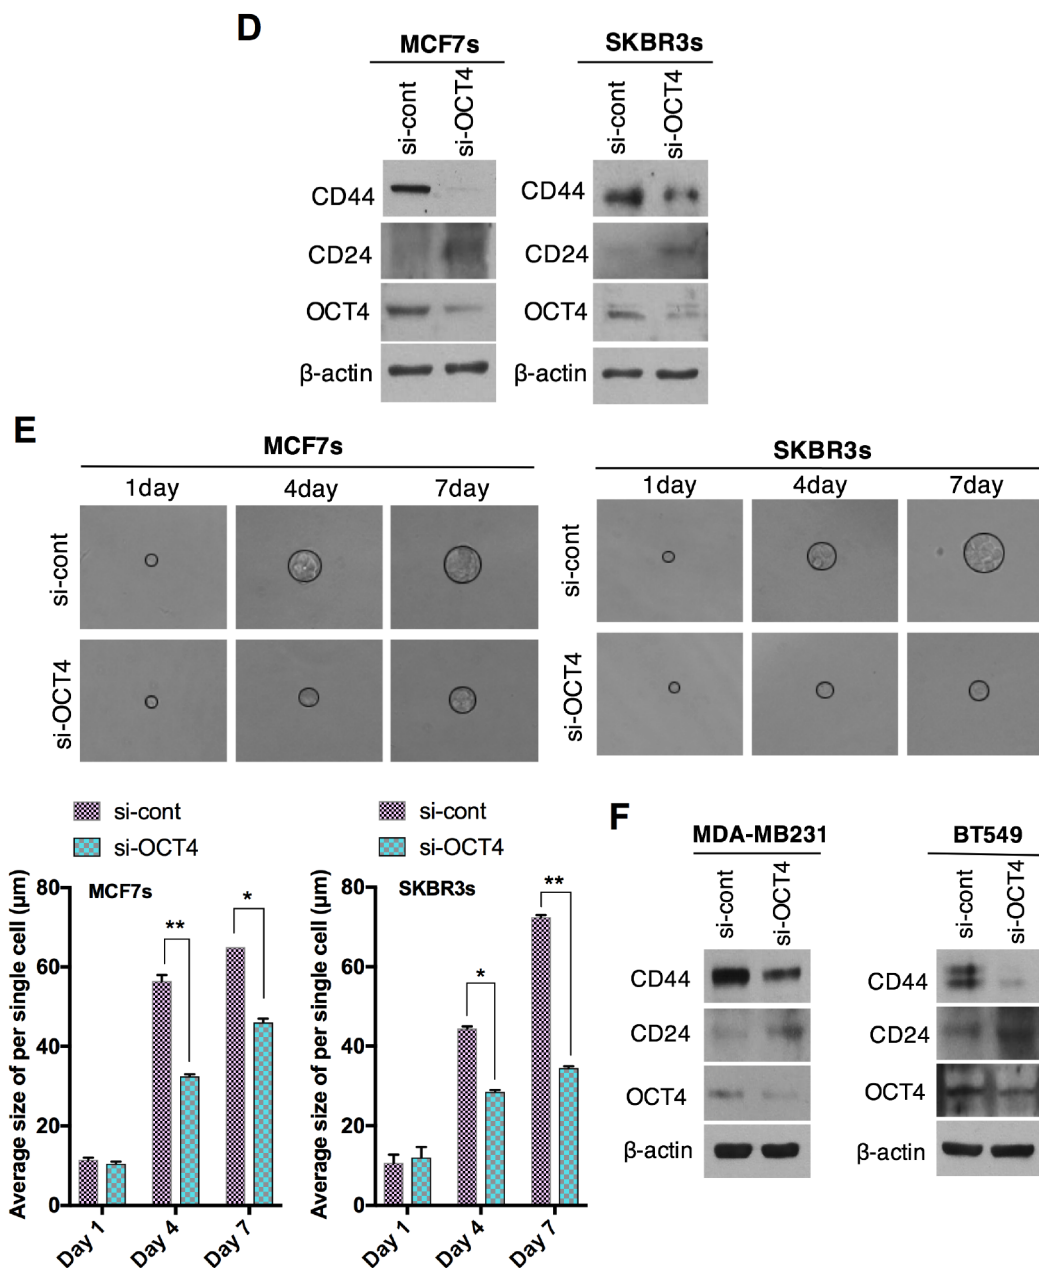 D
MCF7s
SKBR3s
si-cont
si-OCT4
si-cont
si-OCT4
CD44
CD44
CD24
CD24
OCT4
OCT4
β-actin
β-actin
E
MCF7s
SKBR3s
1day
4day
7day
1day
4day
7day
si-cont
si-cont
si-OCT4
si-OCT4
si-cont
si-OCT4
Average size of per single cell (μm)
80
60
40
20
0
MCF7s
**
*
Day 1
Day 4
Day 7
si-cont
si-OCT4
Average size of per single cell (μm)
80
60
40
20
0
SKBR3s
*
**
Day 1
Day 4
Day 7
F
MDA-MB231
BT549
si-cont
si-OCT4
si-cont
si-OCT4
CD44
CD44
CD24
CD24
OCT4
OCT4
β-actin
β-actin